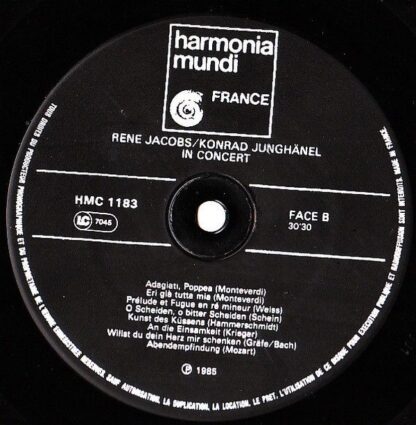 harmonia
mundi
FRANCE
RENE JACOBS/KONRAD JUNGHÄNEL
IN CONCERT
HMC 1183
LC 7045
FACE B
30'30
Adagiati, Poppea (Monteverdi)
Eri già tutta mia (Monteverdi)
Prélude et Fugue en ré mineur (Weiss)
O Scheiden, o bitter Scheiden (Schein)
Kunst des Küssens (Hammerschmidt)
An die Einsamkeit (Krieger)
Willst du dein Herz mir schenken (Gräfe/Bach)
Abendempfindung (Mozart)
℗ 1985
TOUS DROITS DU PRODUCTEUR PHONOGRAPHIQUE ET DU PROPRIETAIRE DE L'ŒUVRE ENREGISTREE RESERVES. SAUF AUTORISATION, LA DUPLICATION, LA LOCATION, LE PRET, L'UTILISATION DE CE DISQUE POUR EXECUTION PUBLIQUE ET RADIODIFFUSION SONT INTERDITS. MADE IN FRANCE.